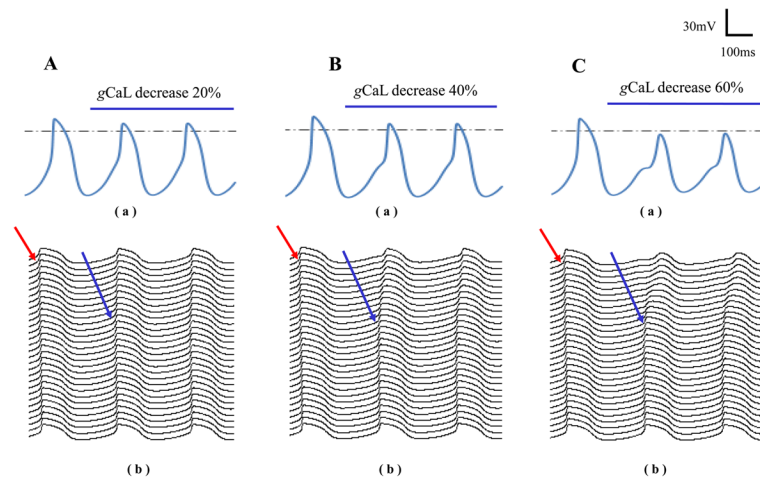 30mV
100ms
A
gCaL decrease 20%
( a )
( b )
B
gCaL decrease 40%
( a )
( b )
C
gCaL decrease 60%
( a )
( b )